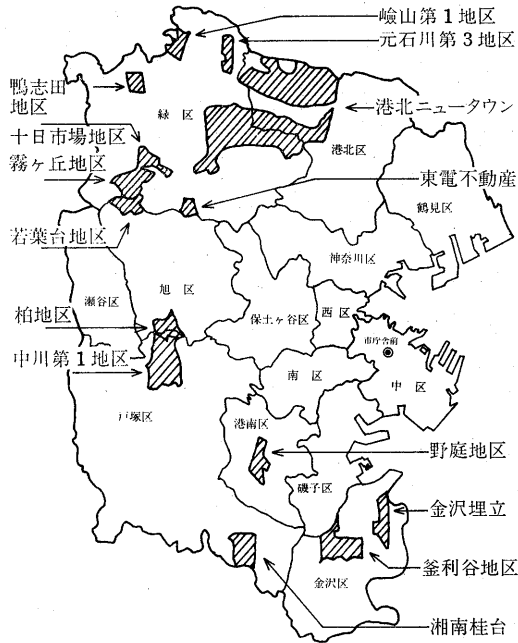 嶮山第1地区
元石川第3地区
鴨志田
地区
緑区
港北ニュータウン
十日市場地区
港北区
霧ヶ丘地区
東電不動産
鶴見区
若葉台地区
神奈川区
瀬谷区
旭区
保土ヶ谷区
西区
柏地区
市庁舎前
中川第1地区
南区
中区
戸塚区
港南区
野庭地区
磯子区
金沢埋立
釜利谷地区
金沢区
湘南桂台